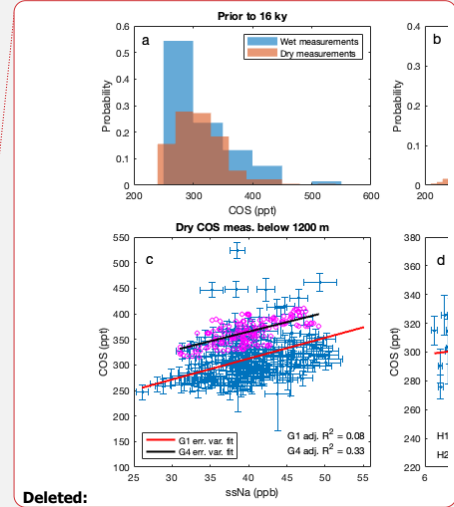 Prior to 16 ky
a
Wet measurements
Dry measurements
0.6
0.5
0.4
0.3
0.2
0.1
0
Probability
200
300
400
500
600
COS (ppt)
b
0.4
0.3
0.2
0.1
0
Probability
200
Dry COS meas. below 1200 m
c
550
500
450
400
350
300
250
200
150
100
COS (ppt)
G1 err. var. fit
G4 err. var. fit
G1 adj. R² = 0.08
G4 adj. R² = 0.33
25
30
35
40
45
50
55
ssNa (ppb)
d
380
360
340
320
300
280
260
240
220
COS (ppt)
H1
H2
6
Deleted: